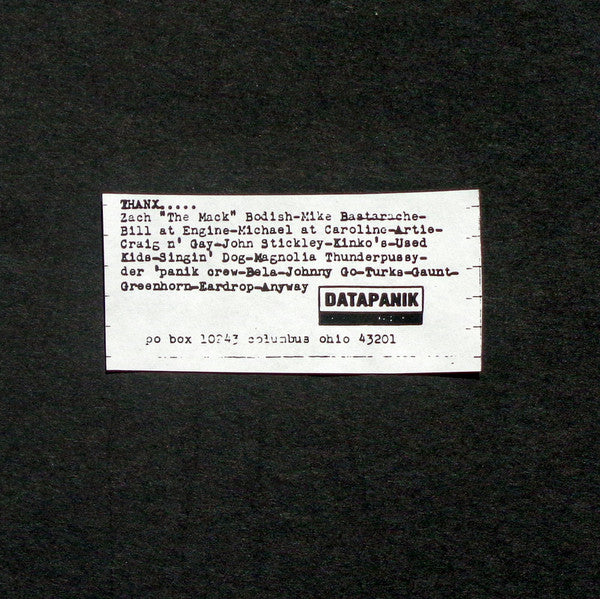 THANX.....
Zach "The Mack" Bodish-Mike Bastarache-
Bill at Engine-Michael at Caroline-Artie-
Craig n' Gay-John Stickley-Kinko's-Used
Kids-Singin' Dog-Magnolia Thunderpussy-
der 'panik crew-Bela-Johnny Go-Turks-Gaunt-
Greenhorn-Eardrop-Anyway
DATAPANIK
po box 10243 columbus ohio 43201